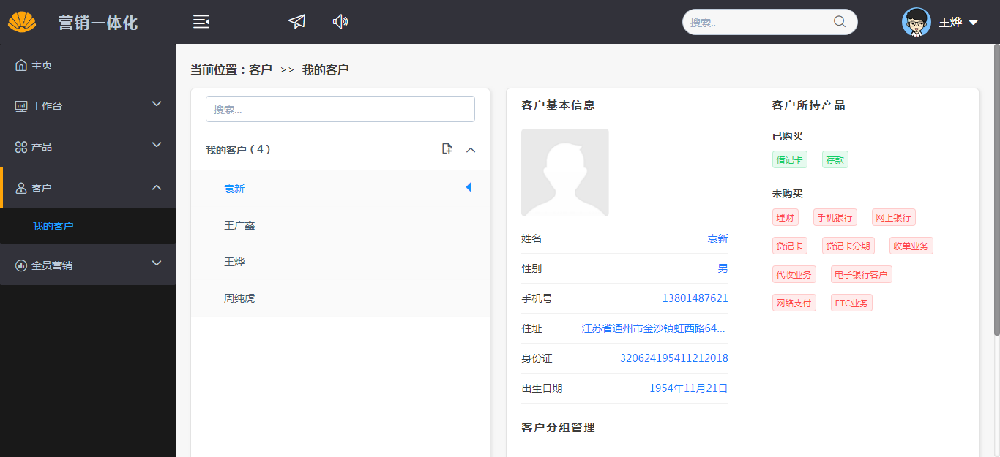 营销一体化
搜索..
王烨
主页
工作台
产品
客户
我的客户
全员营销
当前位置：客户 >> 我的客户
搜索...
我的客户（4）
袁新
王广鑫
王烨
周纯虎
客户基本信息
姓名 袁新
性别 男
手机号 13801487621
住址 江苏省通州市金沙镇虹西路64...
身份证 320624195411212018
出生日期 1954年11月21日
客户分组管理
客户所持产品
已购买
借记卡 存款
未购买
理财 手机银行 网上银行
贷记卡 贷记卡分期 收单业务
代收业务 电子银行客户
网络支付 ETC业务